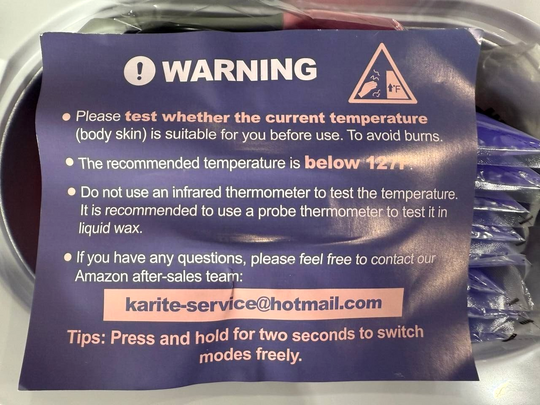 ! WARNING
°F
Please test whether the current temperature
(body skin) is suitable for you before use. To avoid burns.
The recommended temperature is below
Do not use an infrared thermometer to test the temperature.
It is recommended to use a probe thermometer to test it in
liquid wax.
If you have any questions, please feel free to contact our
Amazon after-sales team:
karite-service@hotmail.com
Tips: Press and hold for two seconds to switch
modes freely.